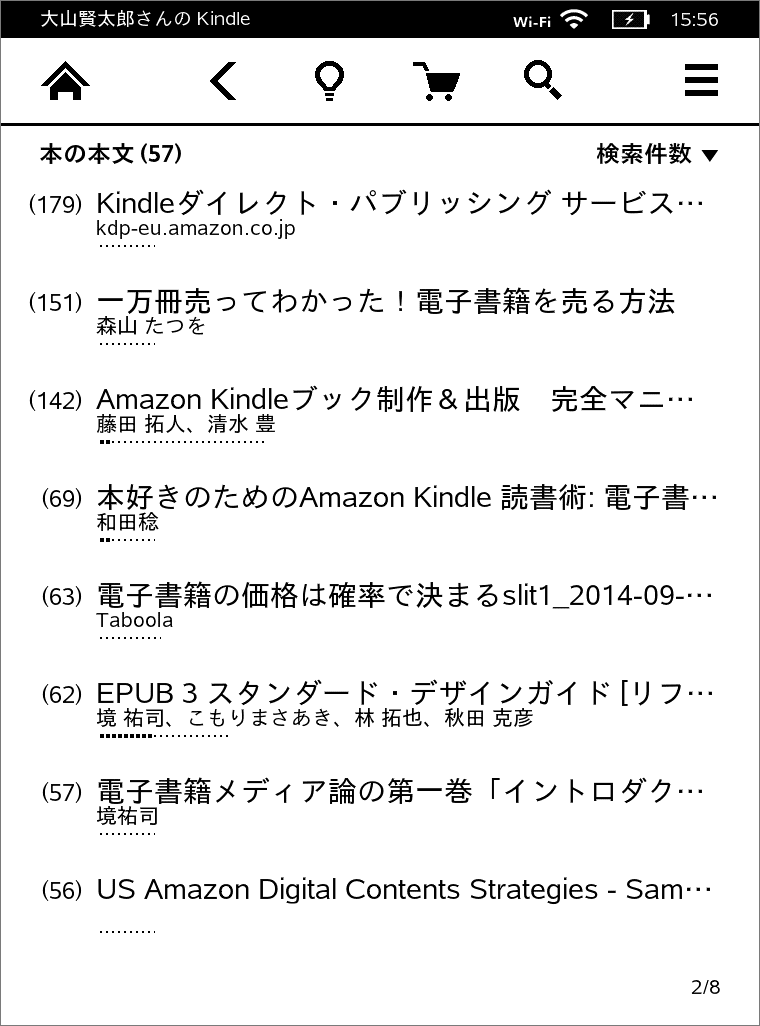 大山賢太郎さんの Kindle Wi-Fi 15:56
本の本文 (57) 検索件数 ▼
(179) Kindleダイレクト・パブリッシング サービス…
kdp-eu.amazon.co.jp
(151) 一万冊売ってわかった！電子書籍を売る方法
森山 たつを
(142) Amazon Kindleブック制作＆出版　完全マニ…
藤田 拓人、清水 豊
(69) 本好きのためのAmazon Kindle 読書術: 電子書…
和田稔
(63) 電子書籍の価格は確率で決まるslit1_2014-09-…
Taboola
(62) EPUB 3 スタンダード・デザインガイド [リフ…
境 祐司、こもりまさあき、林 拓也、秋田 克彦
(57) 電子書籍メディア論の第一巻「イントロダク…
境祐司
(56) US Amazon Digital Contents Strategies - Sam…
2/8